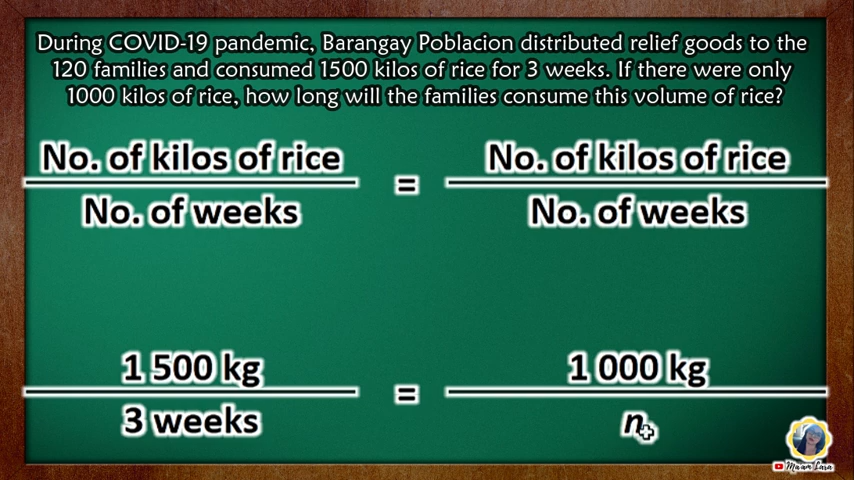 During COVID-19 pandemic, Barangay Poblacion distributed relief goods to the
120 families and consumed 1500 kilos of rice for 3 weeks. If there were only
1000 kilos of rice, how long will the families consume this volume of rice?
No. of kilos of rice = No. of kilos of rice
No. of weeks No. of weeks
1 500 kg = 1 000 kg
3 weeks n
Ma'am Lara